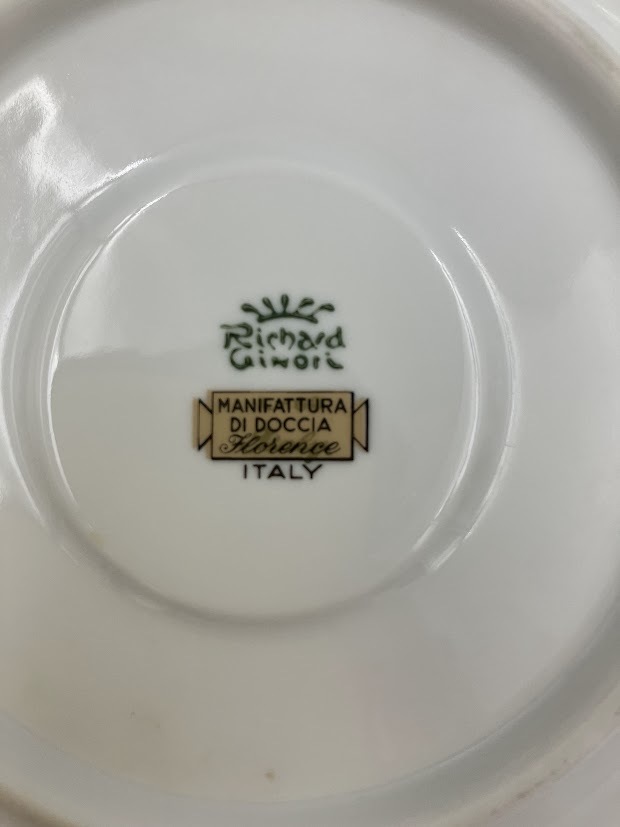 Richard
Ginori
MANIFATTURA
DI DOCCIA
Florence
ITALY